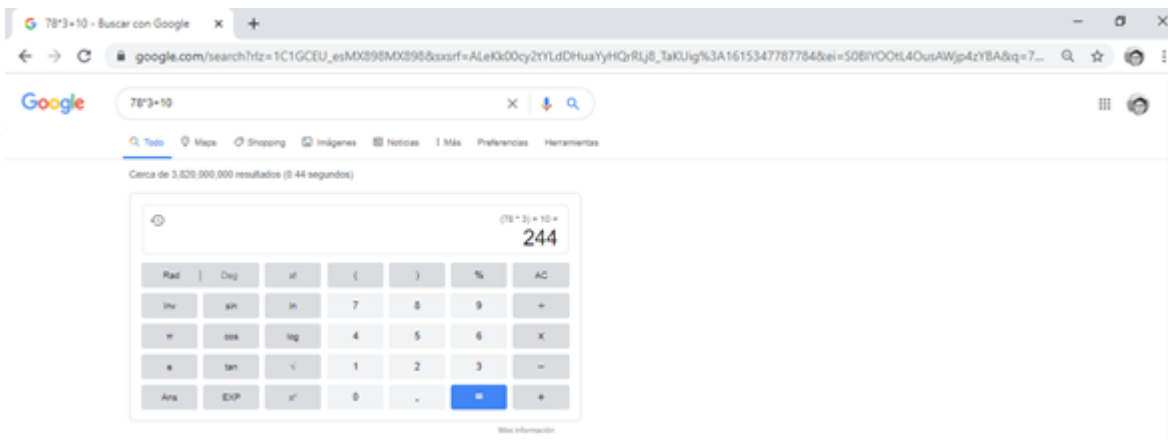 78*3+10 - Buscar con Google
google.com/search?rlz=1C1GCEU_esMX898MX898&sxsrf=ALeKk00cy2tYLdDHuaYyHQrRLj8_TaKUig%3A1615347787784&ei=S0BIYOOtL4OusAWjp4zYBA&q=7...
Google
78*3+10
Todo Maps Shopping Imágenes Noticias Más Preferencias Herramientas
Cerca de 3,820,000,000 resultados (0.44 segundos)
(78 * 3) + 10 =
244
Rad | Deg x! ( ) % AC
Inv sin ln 7 8 9 ÷
π cos log 4 5 6 ×
e tan √ 1 2 3 −
Ans EXP xʸ 0 . = +
Más información